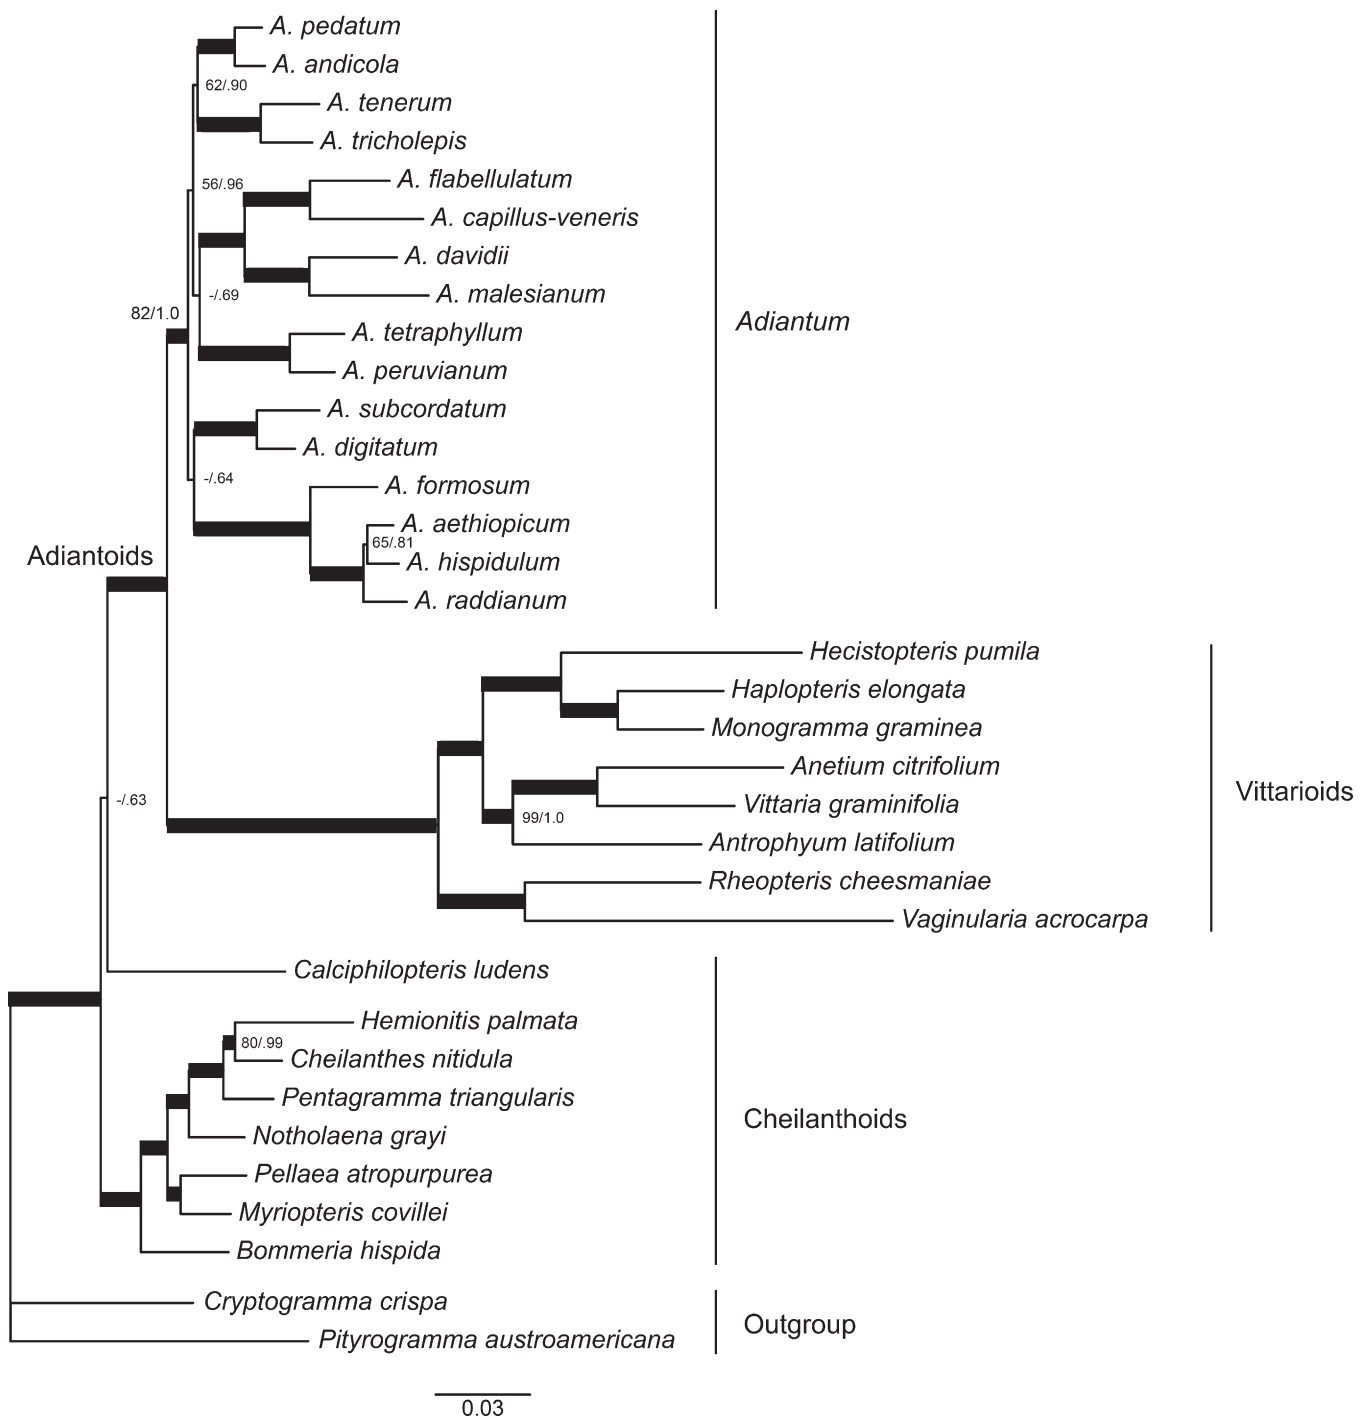 A. pedatum
A. andicola
62/.90
A. tenerum
A. tricholepis
A. flabellulatum
56/.96
A. capillus-veneris
A. davidii
A. malesianum
-/.69
82/1.0
Adiantum
A. tetraphyllum
A. peruvianum
A. subcordatum
A. digitatum
-/.64
A. formosum
A. aethiopicum
65/.81
Adiantoids
A. hispidulum
A. raddianum
Hecistopteris pumila
Haplopteris elongata
Monogramma graminea
Anetium citrifolium
Vittarioids
-/.63
Vittaria graminifolia
99/1.0
Antrophyum latifolium
Rheopteris cheesmaniae
Vaginularia acrocarpa
Calciphilopteris ludens
Hemionitis palmata
80/.99
Cheilanthes nitidula
Pentagramma triangularis
Cheilanthoids
Notholaena grayi
Pellaea atropurpurea
Myriopteris covillei
Bommeria hispida
Cryptogramma crispa
Outgroup
Pityrogramma austroamericana
0.03